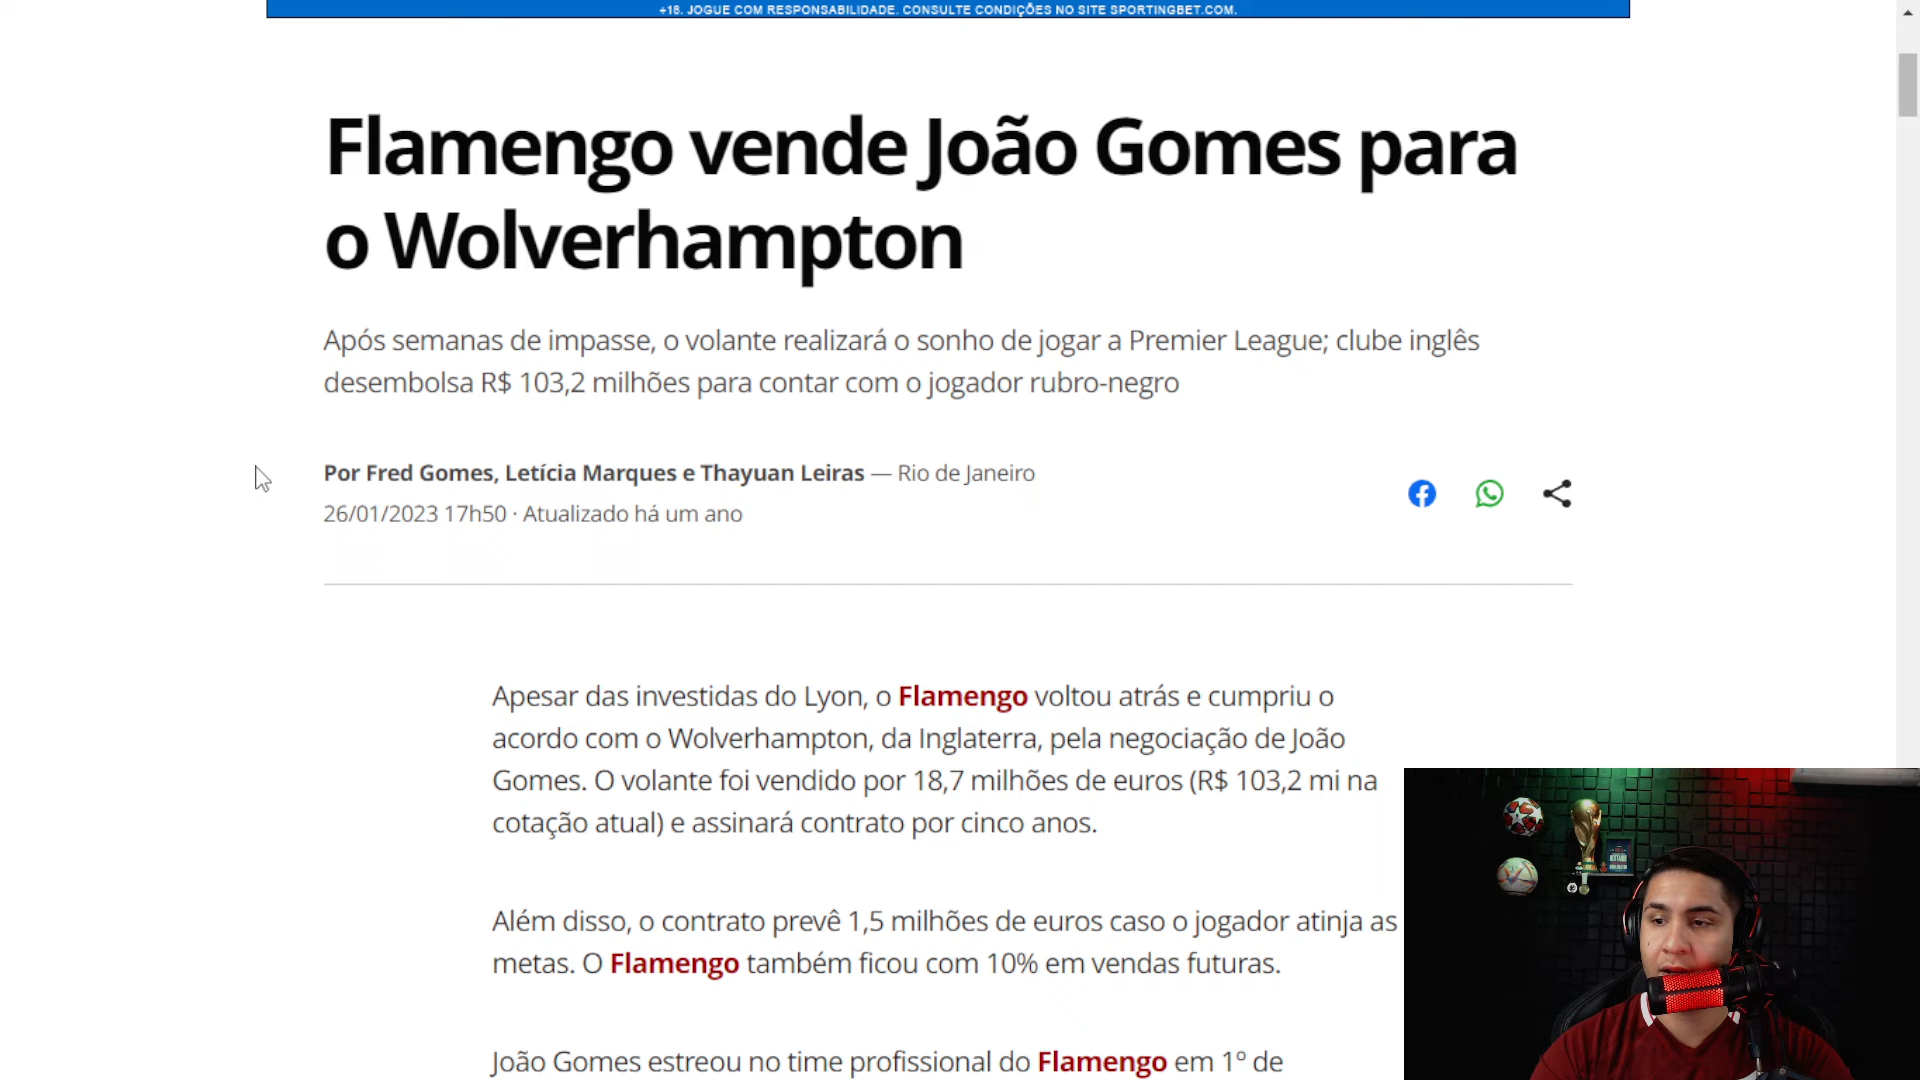 +18. JOGUE COM RESPONSABILIDADE. CONSULTE CONDIÇÕES NO SITE SPORTINGBET.COM.
Flamengo vende João Gomes para
o Wolverhampton
Após semanas de impasse, o volante realizará o sonho de jogar a Premier League; clube inglês
desembolsa R$ 103,2 milhões para contar com o jogador rubro-negro
Por Fred Gomes, Letícia Marques e Thayuan Leiras — Rio de Janeiro
26/01/2023 17h50 · Atualizado há um ano
Apesar das investidas do Lyon, o Flamengo voltou atrás e cumpriu o
acordo com o Wolverhampton, da Inglaterra, pela negociação de João
Gomes. O volante foi vendido por 18,7 milhões de euros (R$ 103,2 mi na
cotação atual) e assinará contrato por cinco anos.
Além disso, o contrato prevê 1,5 milhões de euros caso o jogador atinja as
metas. O Flamengo também ficou com 10% em vendas futuras.
João Gomes estreou no time profissional do Flamengo em 1º de